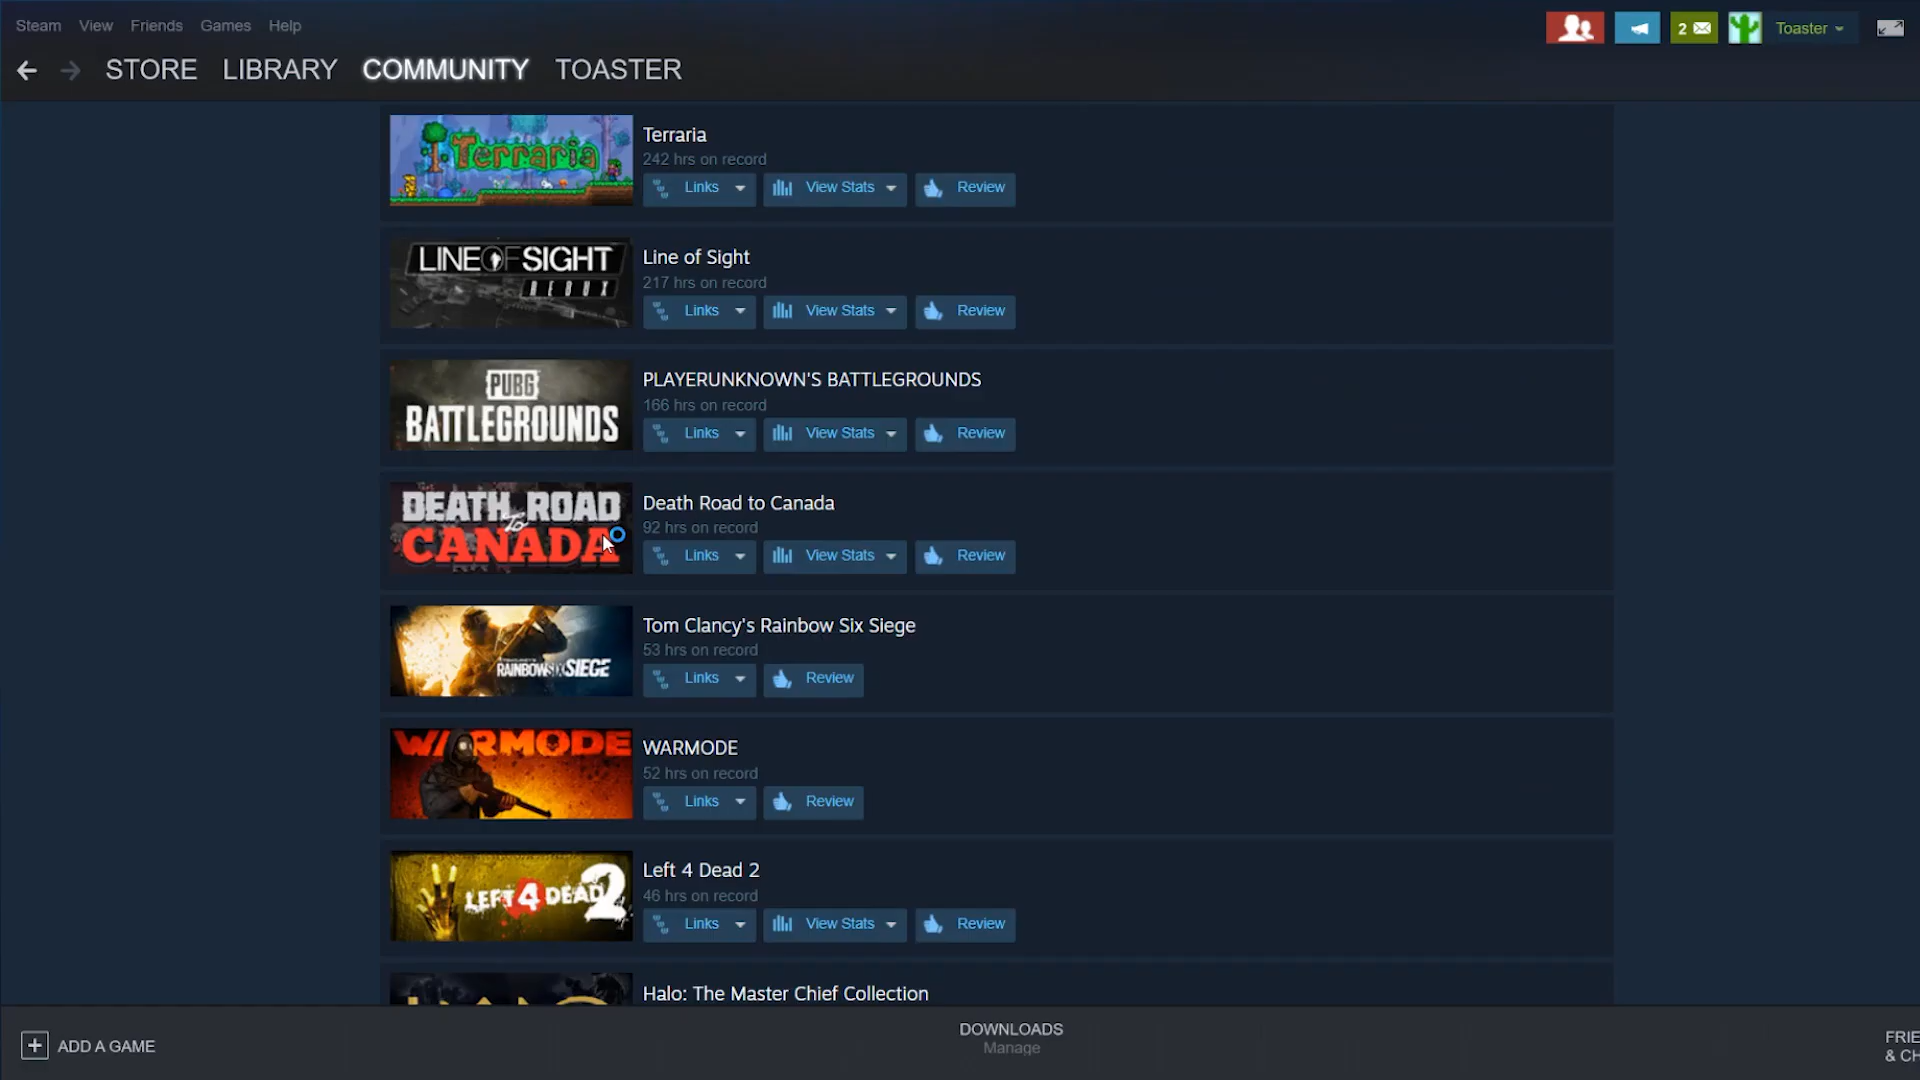 Steam View Friends Games Help
2
Toaster
STORE LIBRARY COMMUNITY TOASTER
Terraria
Terraria
242 hrs on record
Links View Stats Review
LINE OF SIGHT
REDUX
Line of Sight
217 hrs on record
Links View Stats Review
PUBG
BATTLEGROUNDS
PLAYERUNKNOWN'S BATTLEGROUNDS
166 hrs on record
Links View Stats Review
DEATH ROAD
to
CANADA
Death Road to Canada
92 hrs on record
Links View Stats Review
RAINBOW SIX SIEGE
Tom Clancy's Rainbow Six Siege
53 hrs on record
Links Review
WARMODE
WARMODE
52 hrs on record
Links Review
LEFT 4 DEAD 2
Left 4 Dead 2
46 hrs on record
Links View Stats Review
Halo: The Master Chief Collection
ADD A GAME
DOWNLOADS
Manage
FRIE
& CH